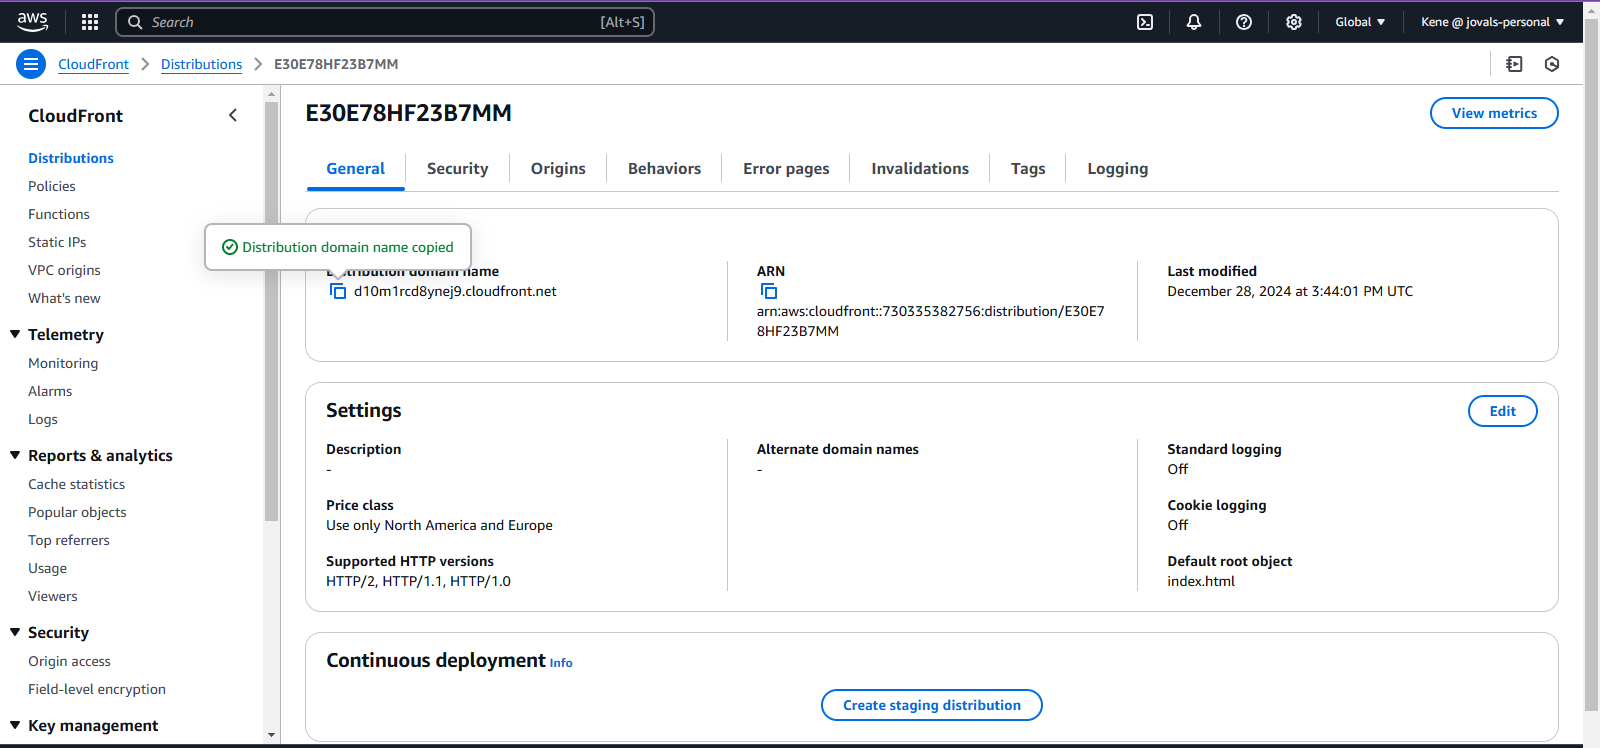 aws
Search
[Alt+S]
Global
Kene @ jovals-personal
CloudFront
Distributions
E30E78HF23B7MM
CloudFront
Distributions
Policies
Functions
Static IPs
VPC origins
What's new
Telemetry
Monitoring
Alarms
Logs
Reports & analytics
Cache statistics
Popular objects
Top referrers
Usage
Viewers
Security
Origin access
Field-level encryption
Key management
E30E78HF23B7MM
View metrics
General
Security
Origins
Behaviors
Error pages
Invalidations
Tags
Logging
Distribution domain name copied
Distribution domain name
d10m1rcd8ynej9.cloudfront.net
ARN
arn:aws:cloudfront::730335382756:distribution/E30E7
8HF23B7MM
Last modified
December 28, 2024 at 3:44:01 PM UTC
Settings
Edit
Description
-
Price class
Use only North America and Europe
Supported HTTP versions
HTTP/2, HTTP/1.1, HTTP/1.0
Alternate domain names
-
Standard logging
Off
Cookie logging
Off
Default root object
index.html
Continuous deployment Info
Create staging distribution